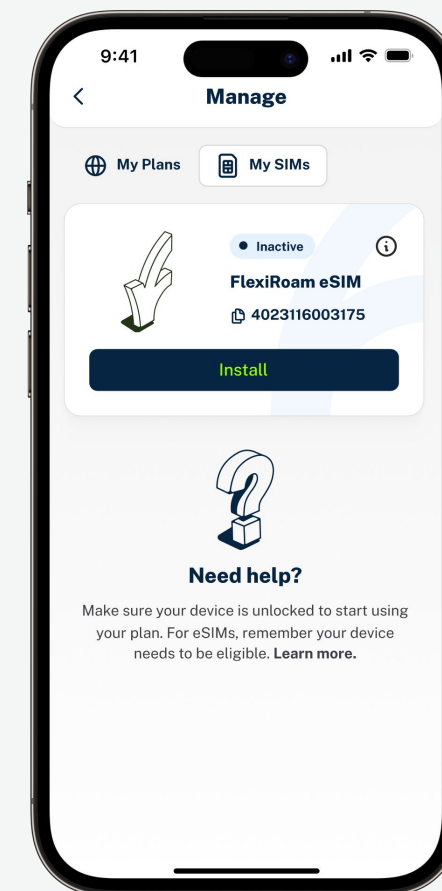 9:41
Manage
My Plans
My SIMs
Inactive
FlexiRoam eSIM
4023116003175
Install
Need help?
Make sure your device is unlocked to start using
your plan. For eSIMs, remember your device
needs to be eligible. Learn more.